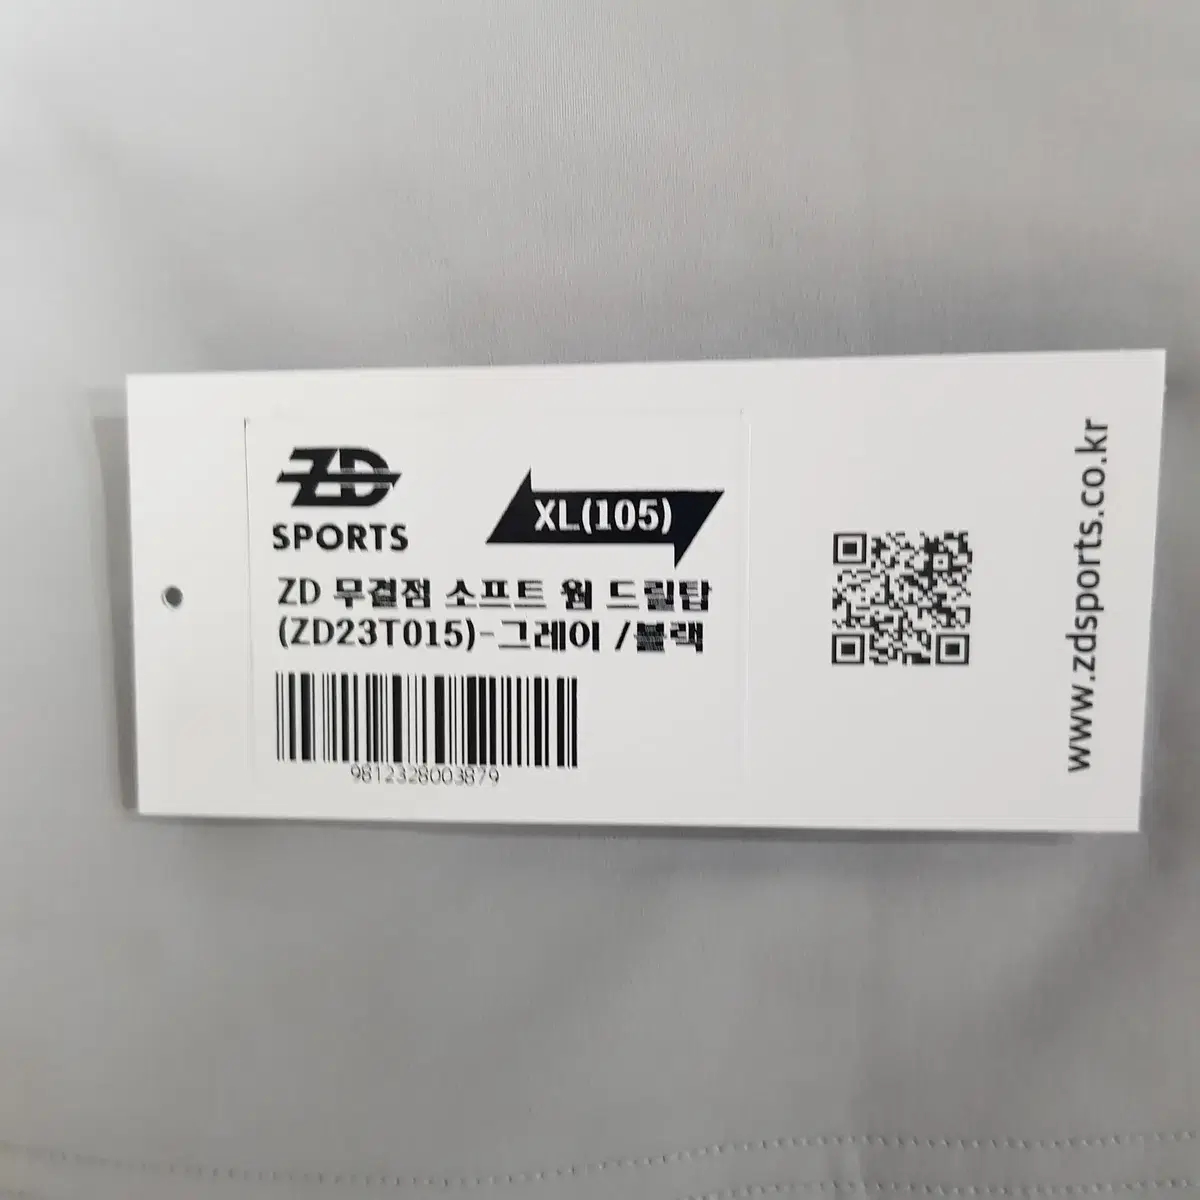 ZD
SPORTS
XL(105)
ZD 무결점 소프트 웜 드릴탑
(ZD23T015)-그레이 /블랙
9812328003879
www.zdsports.co.kr